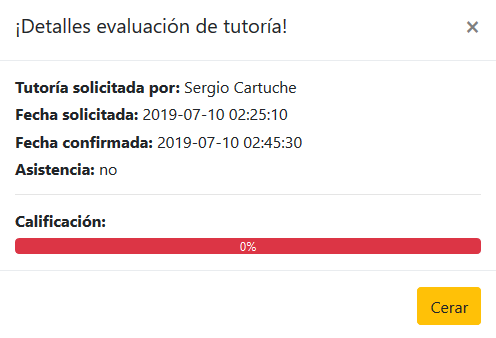 ¡Detalles evaluación de tutoría!
×
Tutoría solicitada por: Sergio Cartuche
Fecha solicitada: 2019-07-10 02:25:10
Fecha confirmada: 2019-07-10 02:45:30
Asistencia: no
Calificación:
0%
Cerar